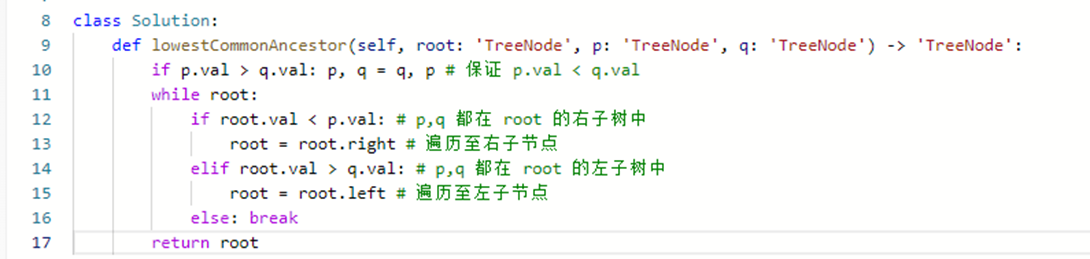 8 class Solution:
9     def lowestCommonAncestor(self, root: 'TreeNode', p: 'TreeNode', q: 'TreeNode') -> 'TreeNode':
10         if p.val > q.val: p, q = q, p # 保证 p.val < q.val
11         while root:
12             if root.val < p.val: # p,q 都在 root 的右子树中
13                 root = root.right # 遍历至右子节点
14             elif root.val > q.val: # p,q 都在 root 的左子树中
15                 root = root.left # 遍历至左子节点
16             else: break
17         return root